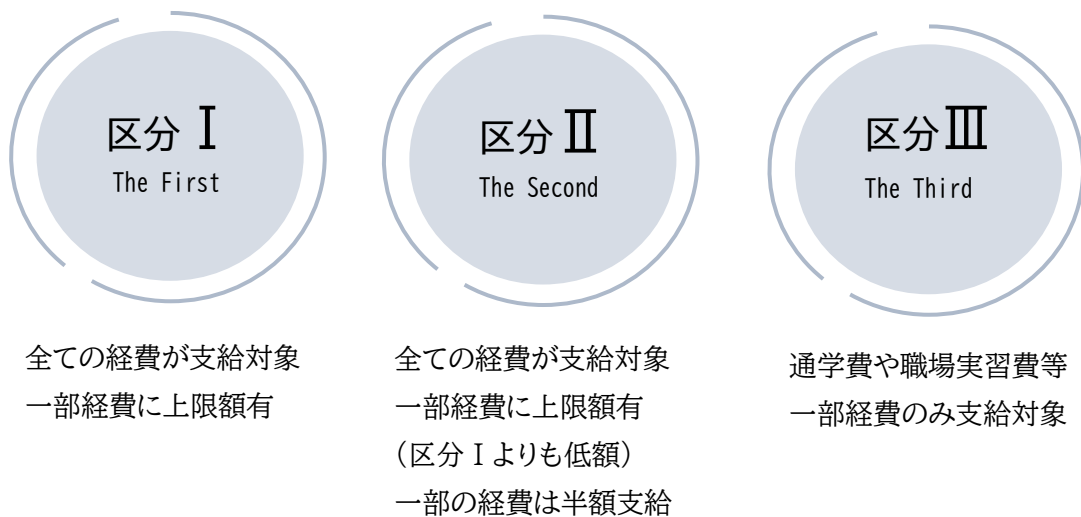 区分Ⅰ
The First
全ての経費が支給対象
一部経費に上限額有
区分Ⅱ
The Second
全ての経費が支給対象
一部経費に上限額有
（区分Ⅰよりも低額）
一部の経費は半額支給
区分Ⅲ
The Third
通学費や職場実習費等
一部経費のみ支給対象